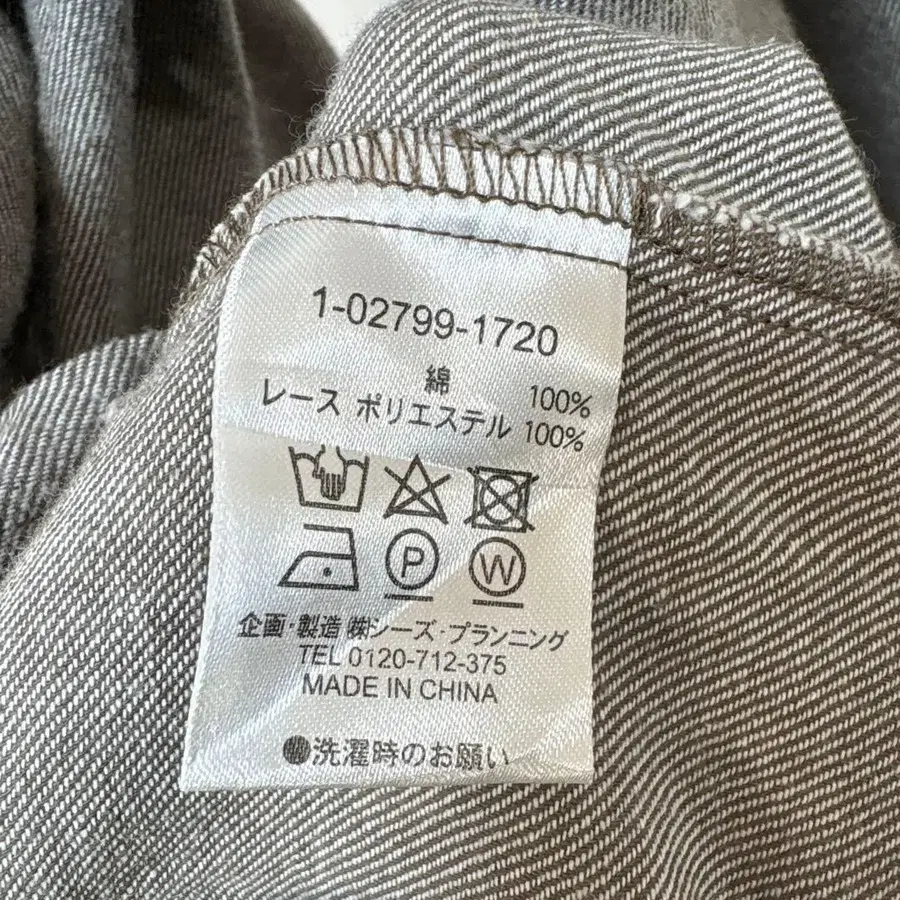 1-02799-1720
綿 100%
レース ポリエステル 100%
P W
企画・製造 ㈱シーズ・プランニング
TEL 0120-712-375
MADE IN CHINA
●洗濯時のお願い